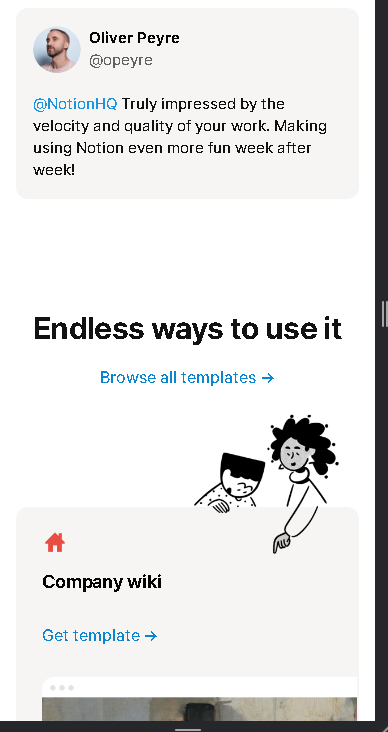 Oliver Peyre
@opeyre
@NotionHQ Truly impressed by the
velocity and quality of your work. Making
using Notion even more fun week after
week!
Endless ways to use it
Browse all templates →
Company wiki
Get template →